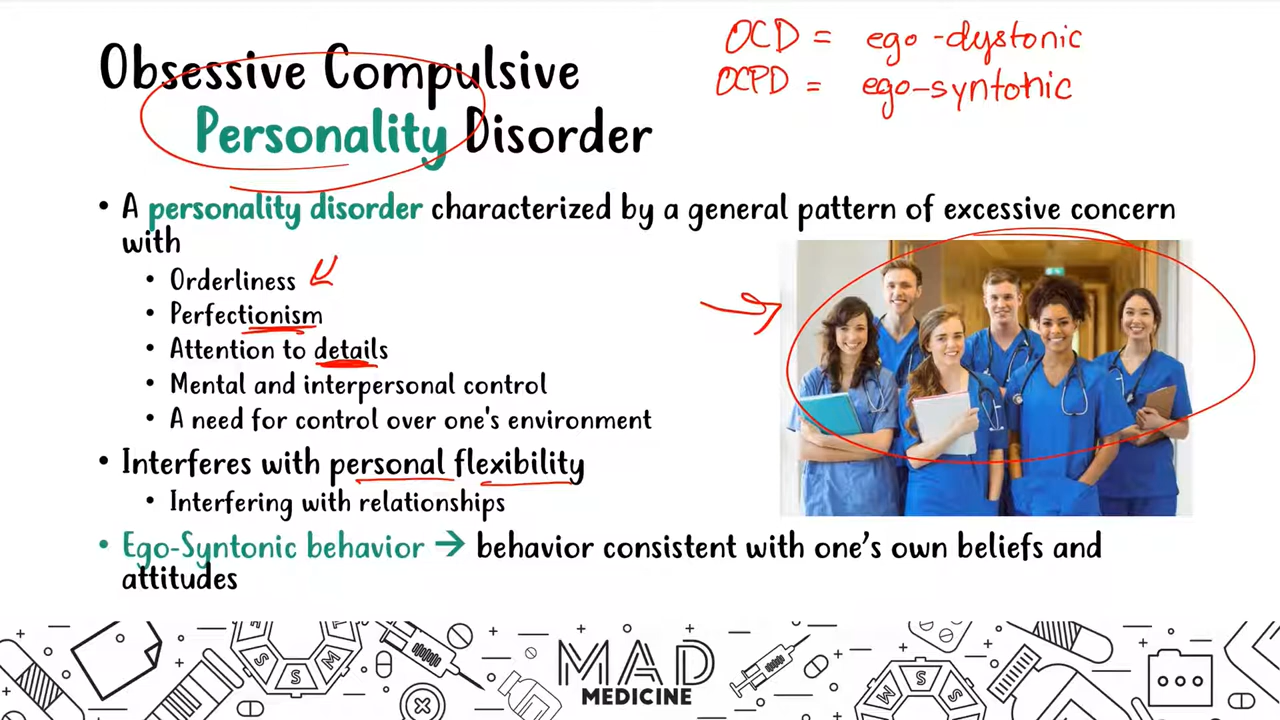 OCD = ego-dystonic
OCPD = ego-syntonic
Obsessive Compulsive
Personality Disorder
• A personality disorder characterized by a general pattern of excessive concern
with
• Orderliness
• Perfectionism
• Attention to details
• Mental and interpersonal control
• A need for control over one's environment
• Interferes with personal flexibility
• Interfering with relationships
• Ego-Syntonic behavior → behavior consistent with one's own beliefs and
attitudes
MAD
MEDICINE
S
S
M
S
S
M